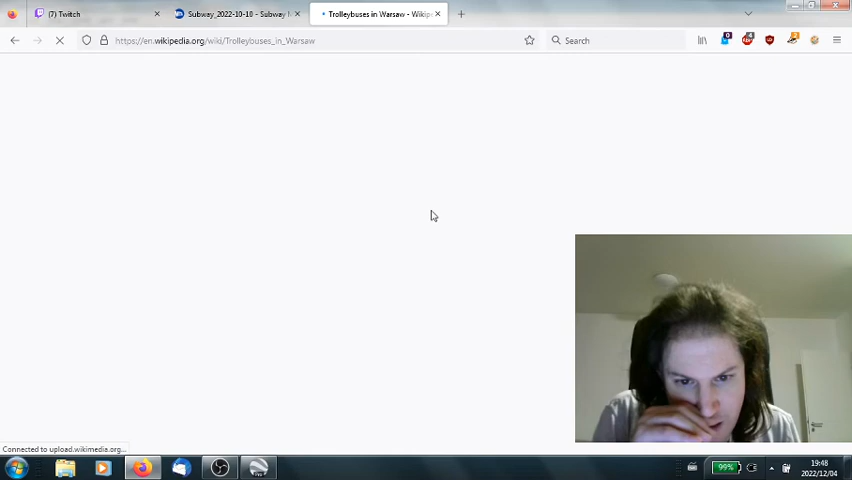 (7) Twitch
Subway_2022-10-10 - Subway
Trolleybuses in Warsaw - Wikip
https://en.wikipedia.org/wiki/Trolleybuses_in_Warsaw
Search
Connected to upload.wikimedia.org...
99%
19:48
2022/12/04